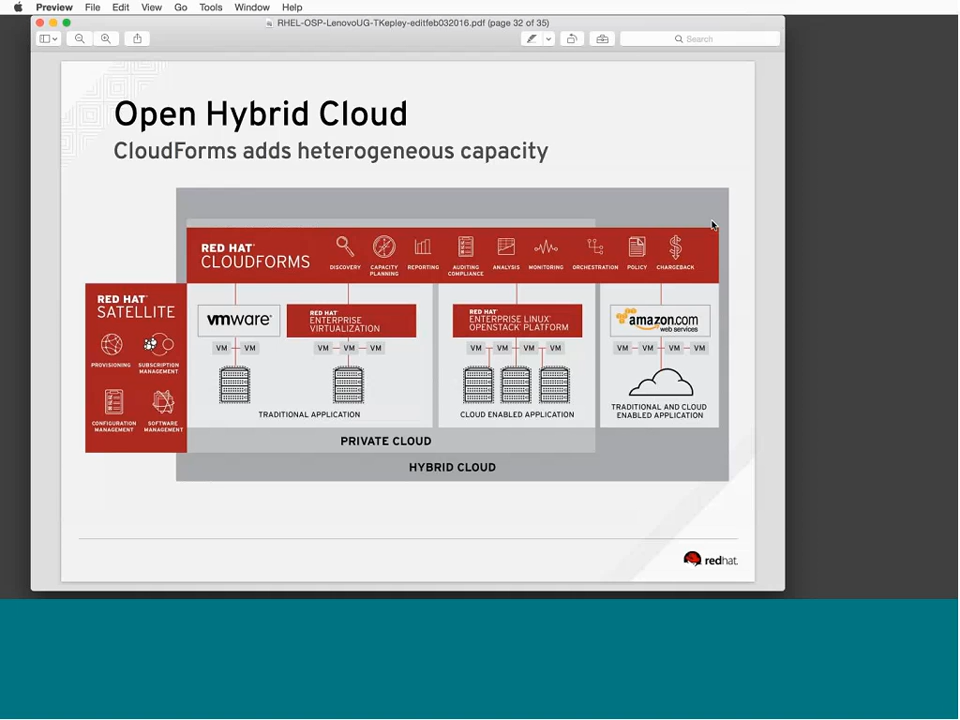 Preview File Edit View Go Tools Window Help
RHEL-OSP-LenovoUG-TKepley-editfeb032016.pdf (page 32 of 35)
Search
Open Hybrid Cloud
CloudForms adds heterogeneous capacity
RED HAT
CLOUDFORMS
DISCOVERY
CAPACITY
PLANNING
REPORTING
AUDITING
COMPLIANCE
ANALYSIS
MONITORING
ORCHESTRATION
POLICY
CHARGEBACK
RED HAT
SATELLITE
PROVISIONING
SUBSCRIPTION
MANAGEMENT
CONFIGURATION
MANAGEMENT
SOFTWARE
MANAGEMENT
vmware®
VM VM
RED HAT
ENTERPRISE
VIRTUALIZATION
VM VM VM
TRADITIONAL APPLICATION
RED HAT
ENTERPRISE LINUX
OPENSTACK PLATFORM
VM VM VM VM
CLOUD ENABLED APPLICATION
amazon.com
web services
VM VM VM VM
TRADITIONAL AND CLOUD
ENABLED APPLICATION
PRIVATE CLOUD
HYBRID CLOUD
redhat.